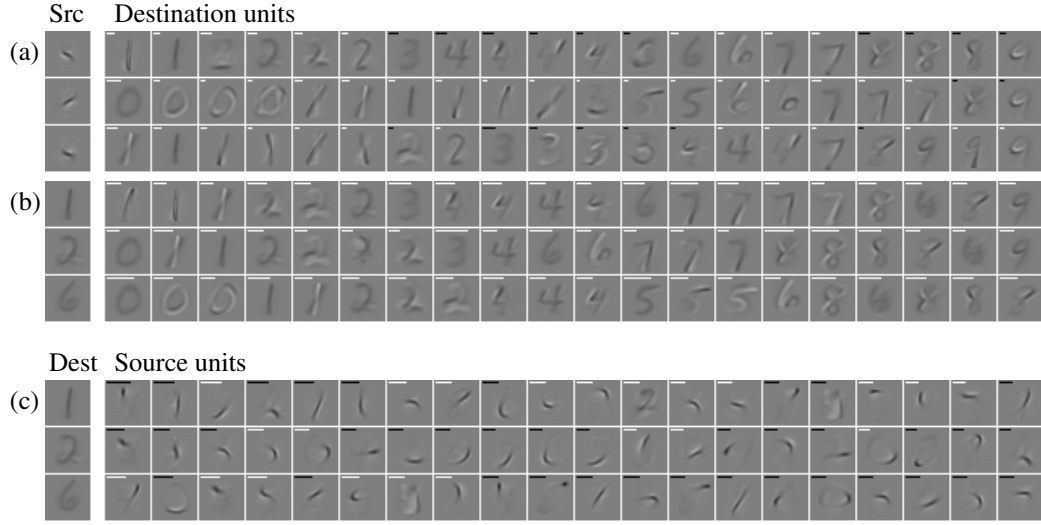 Src Destination units
(a)
(b)
Dest Source units
(c)